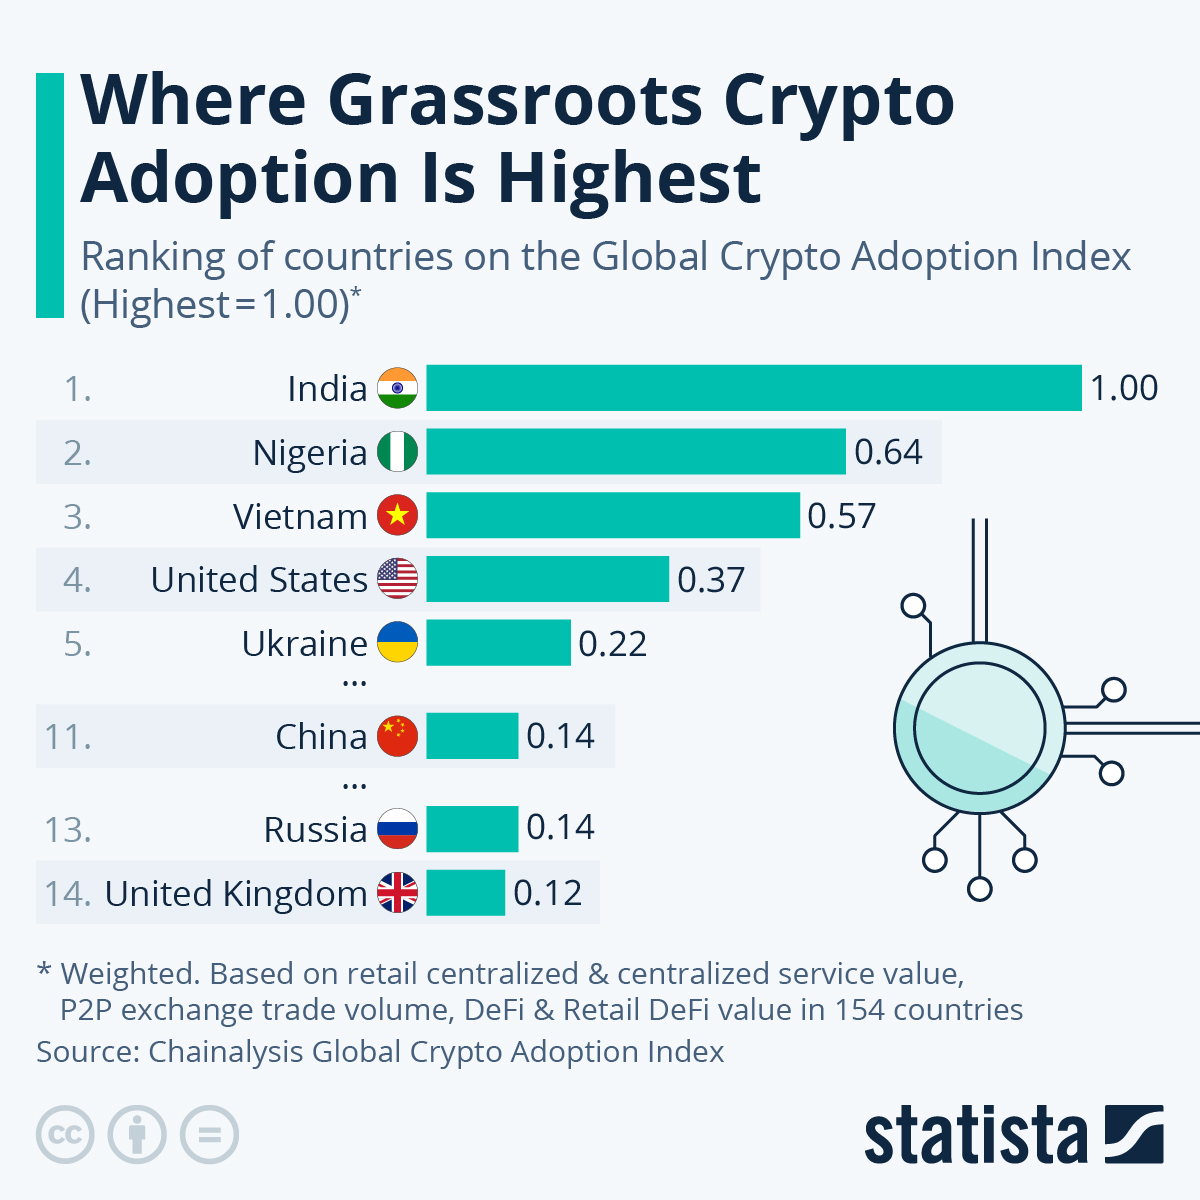 Where Grassroots Crypto
Adoption Is Highest
Ranking of countries on the Global Crypto Adoption Index
(Highest = 1.00)*
1. India 1.00
2. Nigeria 0.64
3. Vietnam 0.57
4. United States 0.37
5. Ukraine 0.22
...
11. China 0.14
...
13. Russia 0.14
14. United Kingdom 0.12
* Weighted. Based on retail centralized & centralized service value,
P2P exchange trade volume, DeFi & Retail DeFi value in 154 countries
Source: Chainalysis Global Crypto Adoption Index
cc
statista